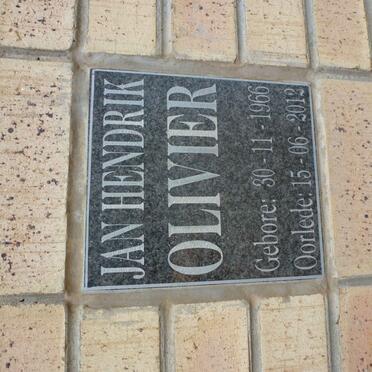 JAN HENDRIK
OLIVIER
Gebore: 30 - 11 - 1966
Oorlede: 15 - 06 - 2013